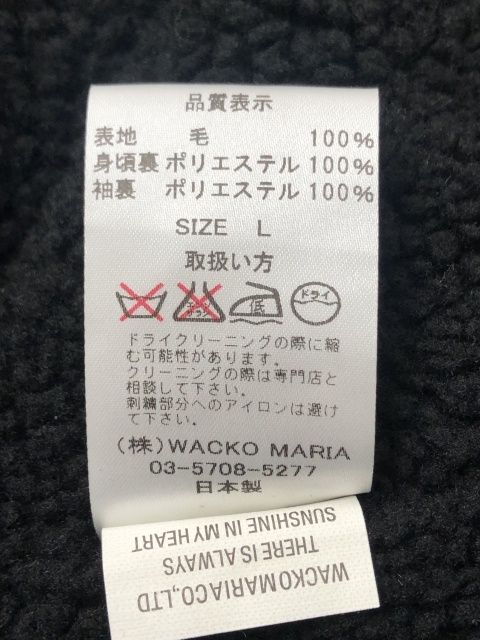 品質表示
表地 毛 100%
身頃裏 ポリエステル 100%
袖裏 ポリエステル 100%
SIZE L
取扱い方
エンソサラシ 低 ドライ
ドライクリーニングの際に縮
む可能性があります。
クリーニングの際は専門店と
相談して下さい。
刺繍部分へのアイロンは避け
て下さい。
(株)WACKO MARIA
03-5708-5277
日本製
SUNSHINE IN MY HEART
THERE IS ALWAYS
WACKO MARIA CO.,LTD